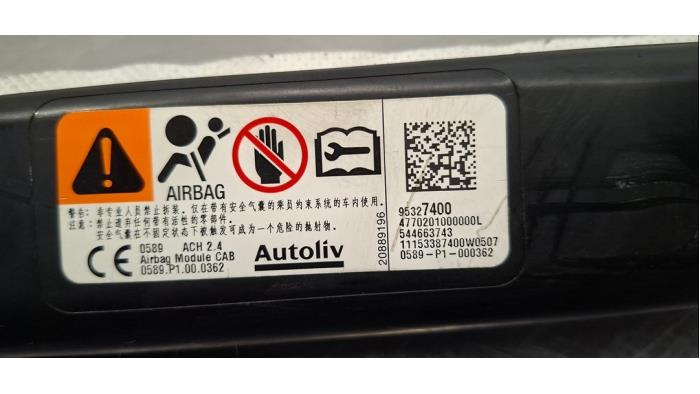 AIRBAG
警告: 非专业人员禁止拆装。仅在带有安全气囊的乘员约束系统的车内使用。
注意: 禁止遗弃任何带有活性的零部件。
安全气囊在不固定状态下被触发可成为一个危险的抛射物。
CE 0589 ACH 2.4
Airbag Module CAB
0589.P1.00.0362
Autoliv
20889196
95327400
4770201000000L
544663743
11153387400W0507
0589-P1-000362